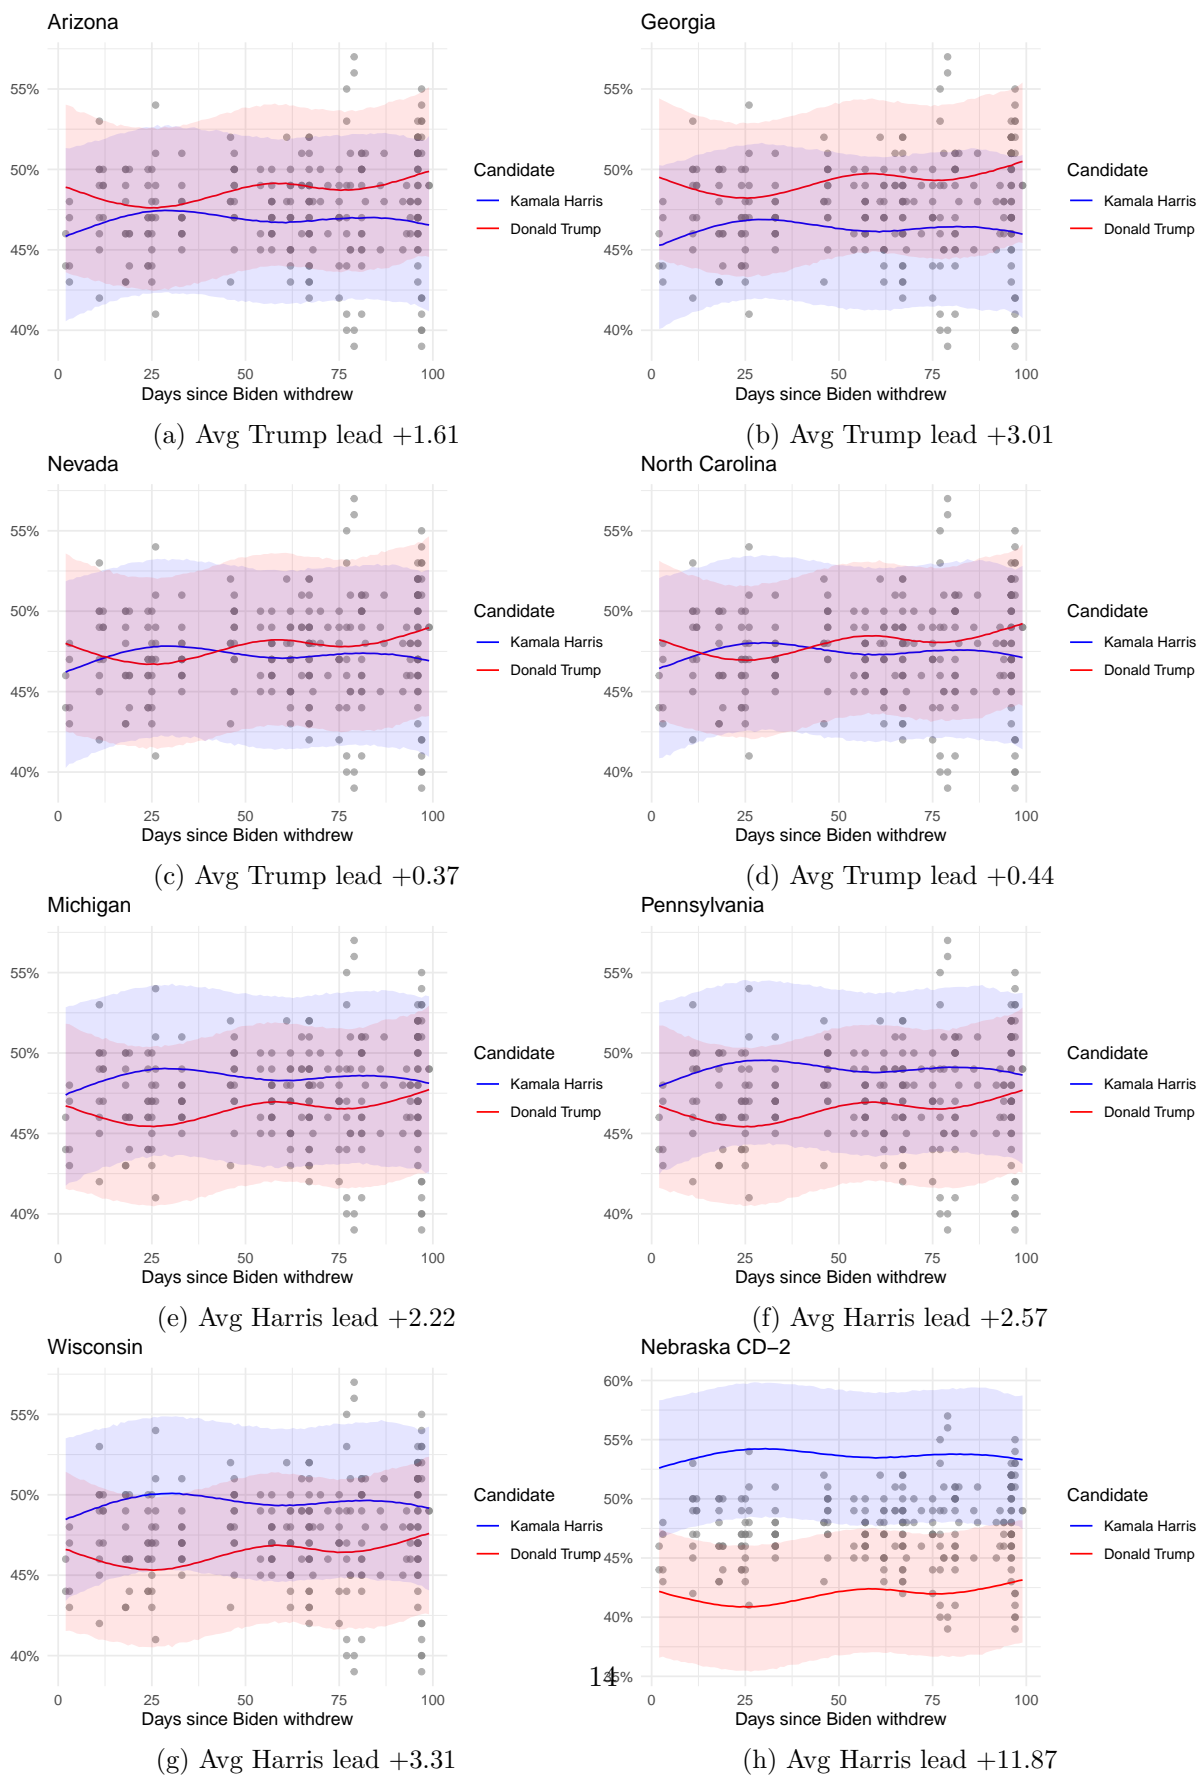 Arizona
55%
50%
45%
40%
0 25 50 75 100
Days since Biden withdrew
Candidate
Kamala Harris
Donald Trump
(a) Avg Trump lead +1.61
Georgia
55%
50%
45%
40%
0 25 50 75 100
Days since Biden withdrew
Candidate
Kamala Harris
Donald Trump
(b) Avg Trump lead +3.01
Nevada
55%
50%
45%
40%
0 25 50 75 100
Days since Biden withdrew
Candidate
Kamala Harris
Donald Trump
(c) Avg Trump lead +0.37
North Carolina
55%
50%
45%
40%
0 25 50 75 100
Days since Biden withdrew
Candidate
Kamala Harris
Donald Trump
(d) Avg Trump lead +0.44
Michigan
55%
50%
45%
40%
0 25 50 75 100
Days since Biden withdrew
Candidate
Kamala Harris
Donald Trump
(e) Avg Harris lead +2.22
Pennsylvania
55%
50%
45%
40%
0 25 50 75 100
Days since Biden withdrew
Candidate
Kamala Harris
Donald Trump
(f) Avg Harris lead +2.57
Wisconsin
55%
50%
45%
40%
0 25 50 75 100
Days since Biden withdrew
Candidate
Kamala Harris
Donald Trump
(g) Avg Harris lead +3.31
Nebraska CD−2
60%
55%
50%
45%
40%
35%
0 25 50 75 100
Days since Biden withdrew
Candidate
Kamala Harris
Donald Trump
(h) Avg Harris lead +11.87
14